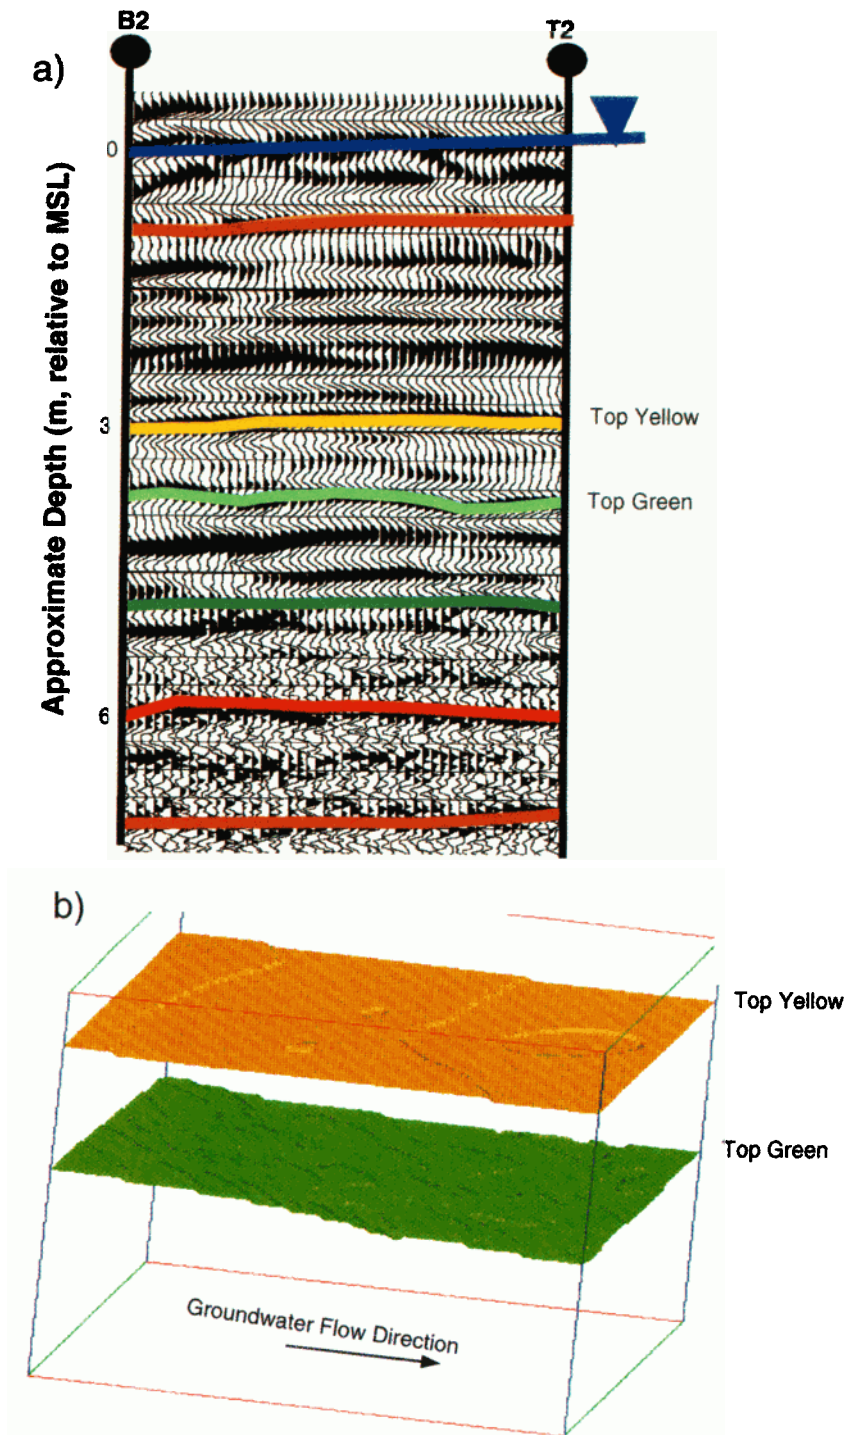 B2
T2
a)
0
Approximate Depth (m, relative to MSL)
3
Top Yellow
Top Green
6
b)
Top Yellow
Top Green
Groundwater Flow Direction